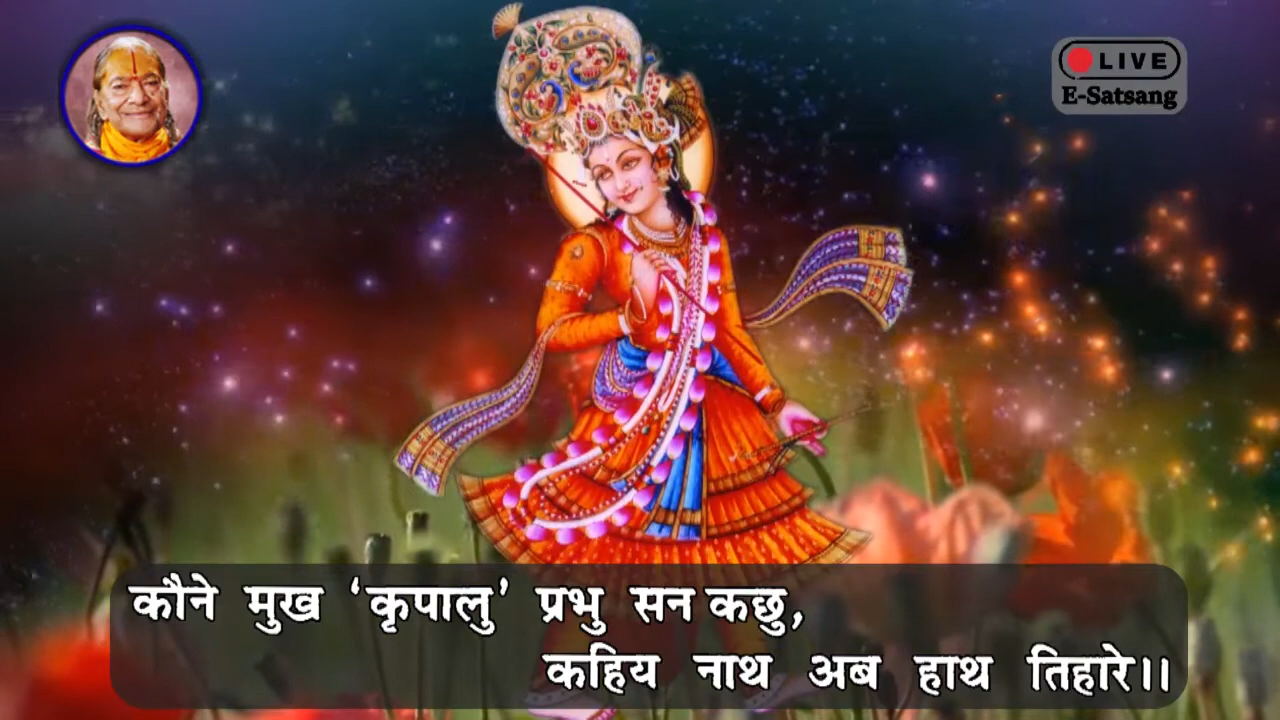 LIVE
E-Satsang
कौने मुख ‘कृपालु’ प्रभु सन कछु,
कहिय नाथ अब हाथ तिहारे।।